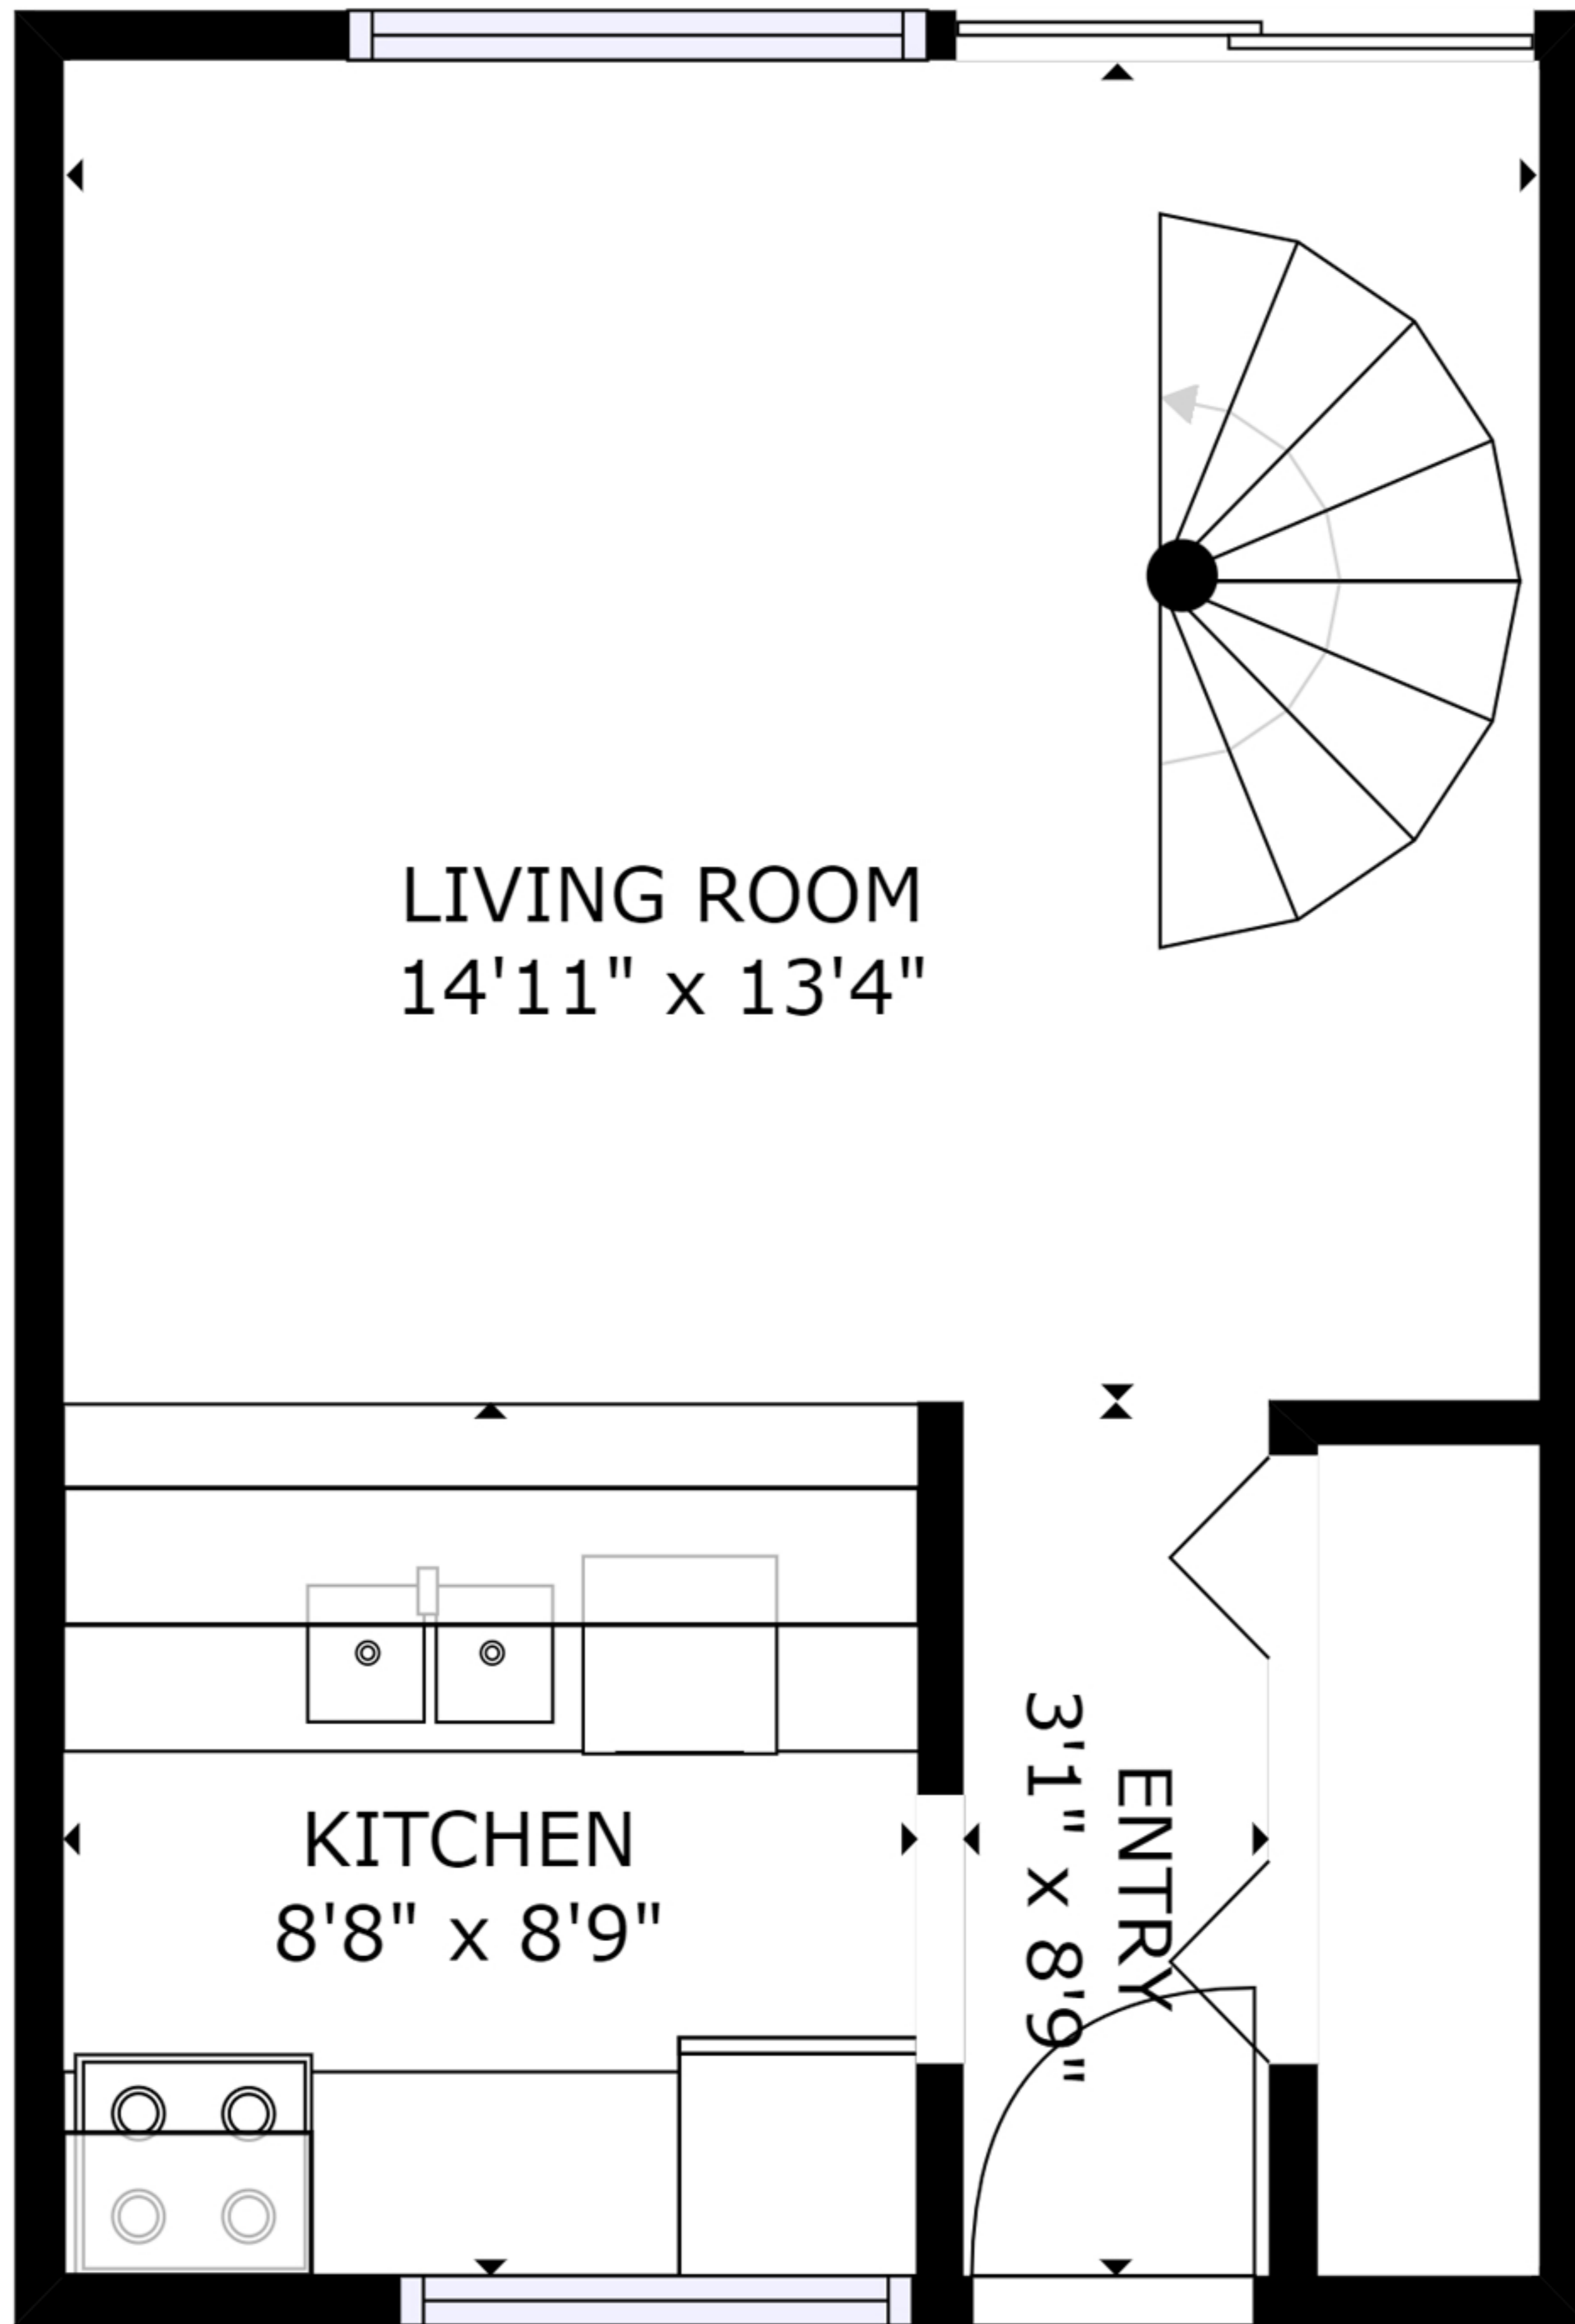 LIVING ROOM
14'11" x 13'4"
KITCHEN
8'8" x 8'9"
ENTRY
3'1" x 8'9"